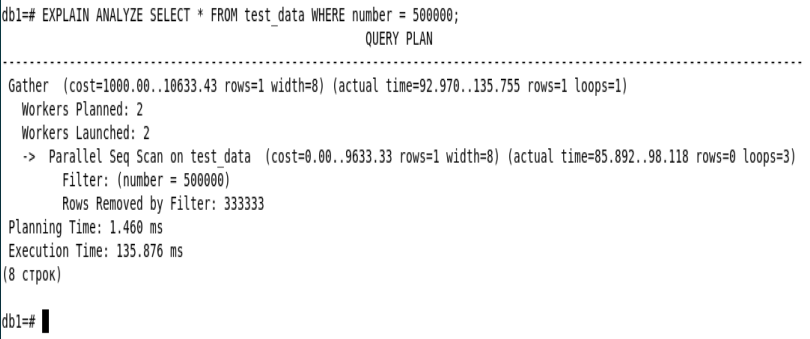 db1=# EXPLAIN ANALYZE SELECT * FROM test_data WHERE number = 500000;
QUERY PLAN
-----------------------------------------------------------------------------------------------------------------------
Gather  (cost=1000.00..10633.43 rows=1 width=8) (actual time=92.970..135.755 rows=1 loops=1)
Workers Planned: 2
Workers Launched: 2
->  Parallel Seq Scan on test_data  (cost=0.00..9633.33 rows=1 width=8) (actual time=85.892..98.118 rows=0 loops=3)
Filter: (number = 500000)
Rows Removed by Filter: 333333
Planning Time: 1.460 ms
Execution Time: 135.876 ms
(8 строк)
db1=#